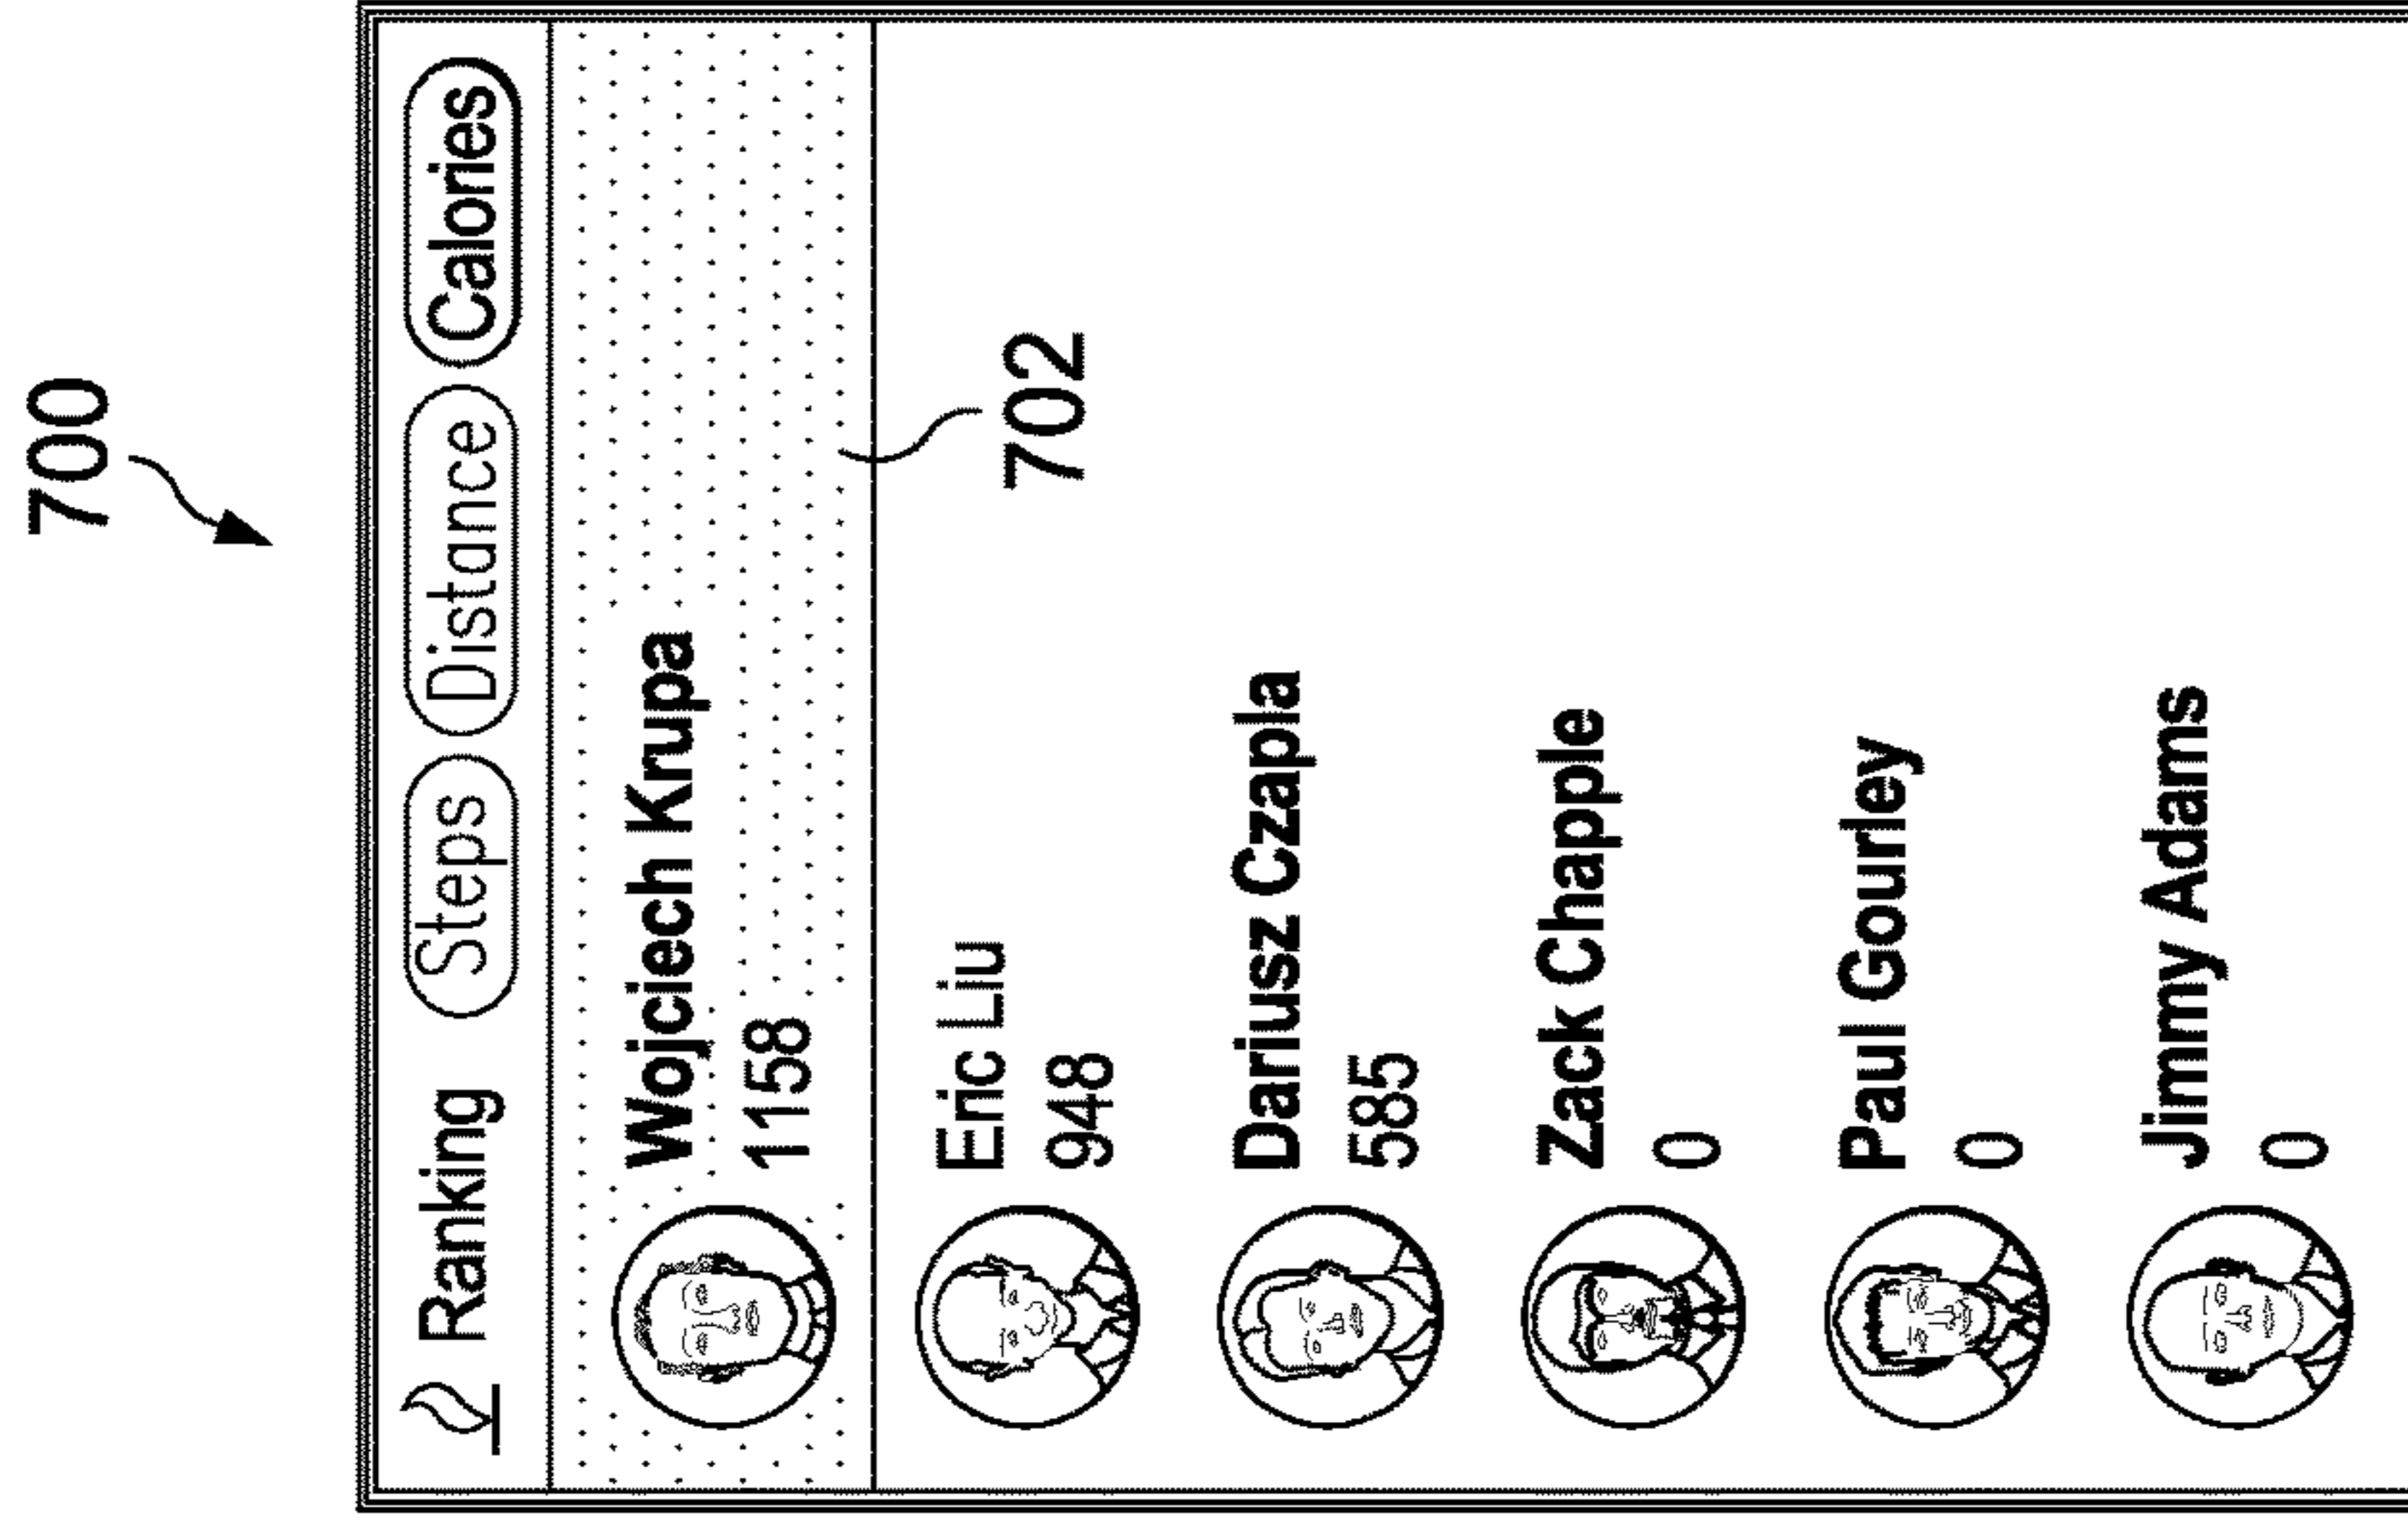 700
Ranking Steps Distance Calories
Wojciech Krupa
1158
702
Eric Liu
948
Dariusz Czapla
585
Zack Chapple
0
Paul Gourley
0
Jimmy Adams
0